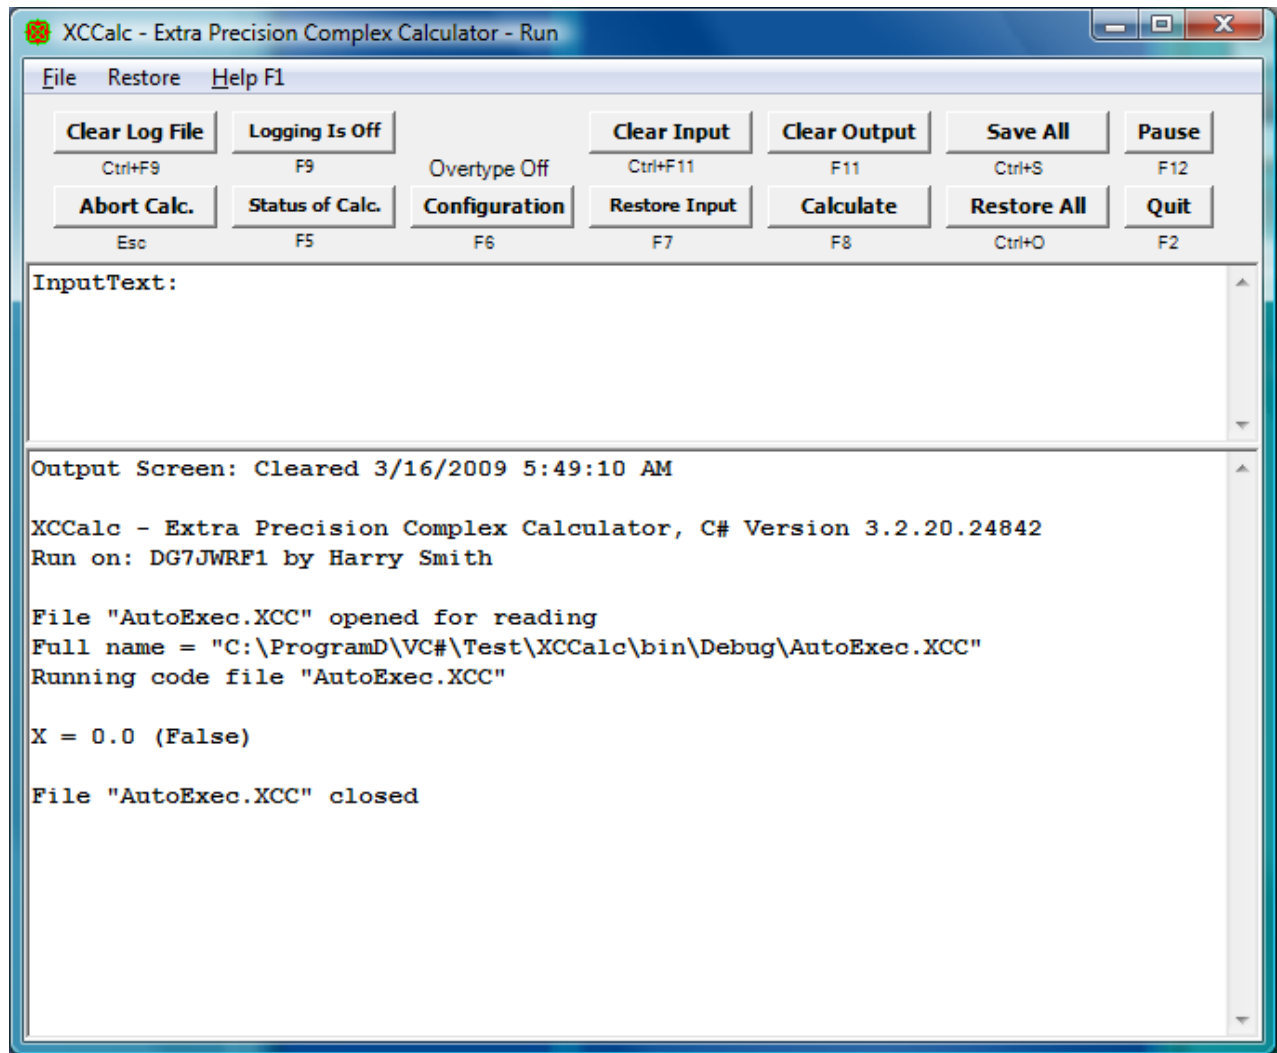 XCCalc - Extra Precision Complex Calculator - Run
File Restore Help F1
Clear Log File Logging Is Off Clear Input Clear Output Save All Pause
Ctrl+F9 F9 Overtype Off Ctrl+F11 F11 Ctrl+S F12
Abort Calc. Status of Calc. Configuration Restore Input Calculate Restore All Quit
Esc F5 F6 F7 F8 Ctrl+O F2
InputText:
Output Screen: Cleared 3/16/2009 5:49:10 AM
XCCalc - Extra Precision Complex Calculator, C# Version 3.2.20.24842
Run on: DG7JWRF1 by Harry Smith
File "AutoExec.XCC" opened for reading
Full name = "C:\ProgramD\VC#\Test\XCCalc\bin\Debug\AutoExec.XCC"
Running code file "AutoExec.XCC"
X = 0.0 (False)
File "AutoExec.XCC" closed